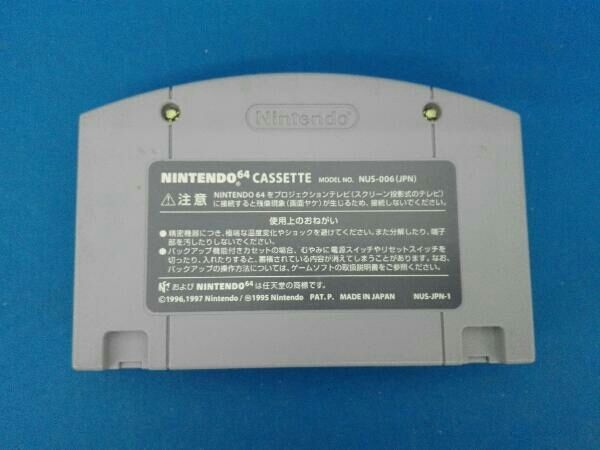 Nintendo
NINTENDO64 CASSETTE MODEL NO. NUS-006(JPN)
⚠注意 NINTENDO 64をプロジェクションテレビ(スクリーン投影式のテレビ)
に接続すると残像現象(画面ヤケ)が生じるため、接続しないでください。
使用上のおねがい
●精密機器につき、極端な温度変化やショックを避けてください。また分解したり、端子
部を汚したりしないでください。
●バックアップ機能付きカセットの場合、むやみに電源スイッチやリセットスイッチを
切ったり、入れたりすると、蓄積されている内容が消えてしまうことがあります。なお、
バックアップの操作方法については、ゲームソフトの取扱説明書をご参照ください。
および NINTENDO64 は任天堂の商標です。
©1996,1997 Nintendo / Ⓜ1995 Nintendo PAT. P. MADE IN JAPAN NUS-JPN-1